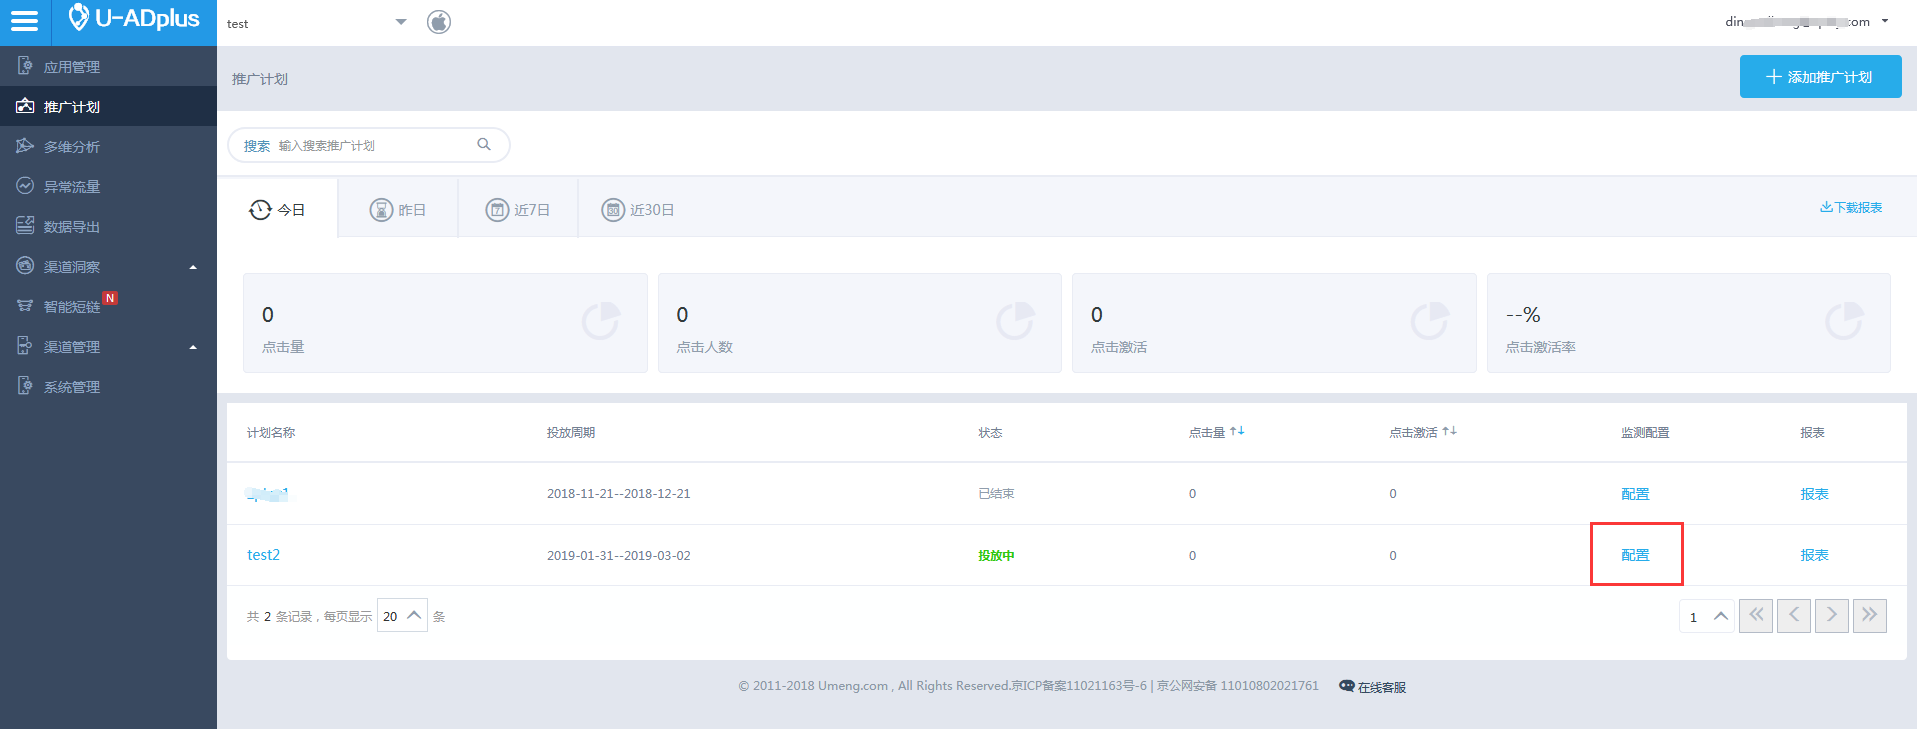 U-ADplus
test
应用管理
推广计划
多维分析
异常流量
数据导出
渠道洞察
智能短链 N
渠道管理
系统管理
推广计划
添加推广计划
搜索 输入搜索推广计划
今日
昨日
7 近7日
30 近30日
下载报表
0
点击量
0
点击人数
0
点击激活
--%
点击激活率
计划名称 投放周期 状态 点击量 点击激活 监测配置 报表
2018-11-21--2018-12-21 已结束 0 0 配置 报表
test2 2019-01-31--2019-03-02 投放中 0 0 配置 报表
共 2 条记录，每页显示 20 条
1
© 2011-2018 Umeng.com , All Rights Reserved.京ICP备案11021163号-6 | 京公网安备 11010802021761 在线客服